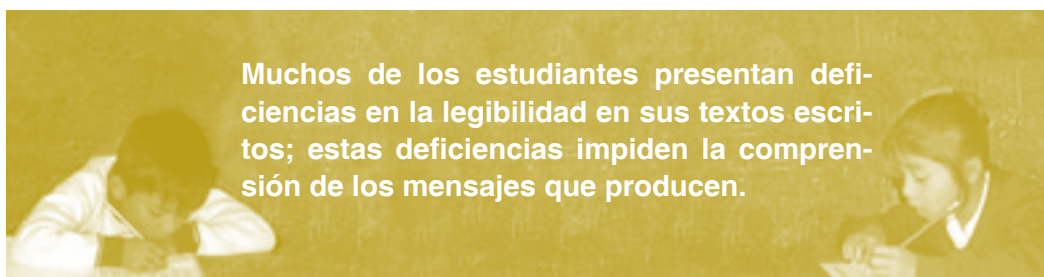 Muchos de los estudiantes presentan defi-
ciencias en la legibilidad en sus textos escri-
tos; estas deficiencias impiden la compren-
sión de los mensajes que producen.